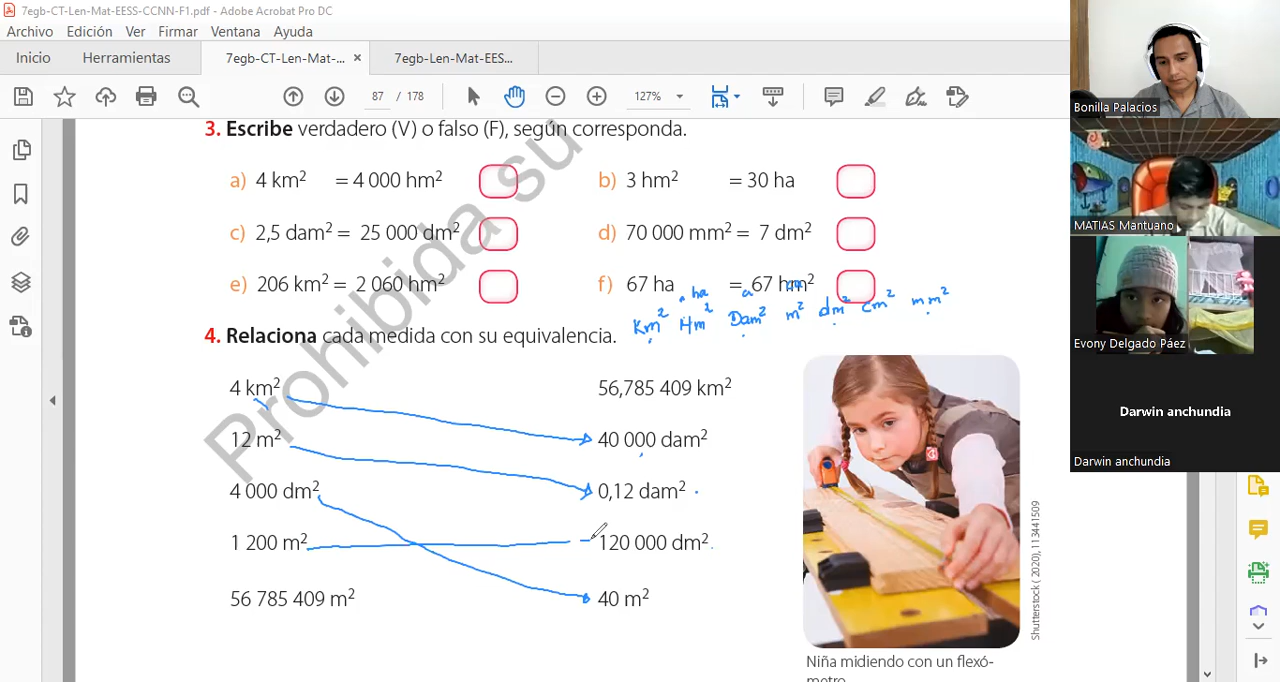 7egb-CT-Len-Mat-EESS-CCNN-F1.pdf - Adobe Acrobat Pro DC
Archivo Edición Ver Firmar Ventana Ayuda
Inicio Herramientas 7egb-CT-Len-Mat-... × 7egb-Len-Mat-EES...
87 / 178 127%
3. Escribe verdadero (V) o falso (F), según corresponda.
a) 4 km² = 4 000 hm² b) 3 hm² = 30 ha
c) 2,5 dam² = 25 000 dm² d) 70 000 mm² = 7 dm²
e) 206 km² = 2 060 hm² f) 67 ha = 67 hm²
ha a ca
Km² Hm² Dam² m² dm² cm² mm²
4. Relaciona cada medida con su equivalencia.
4 km² 56,785 409 km²
12 m² 40 000 dam²
4 000 dm² 0,12 dam²
1 200 m² 120 000 dm²
56 785 409 m² 40 m²
Prohibida su
Shutterstock ( 2020), 113441509
Niña midiendo con un flexó-
metro
Bonilla Palacios
MATIAS Mantuano
Evony Delgado Páez
Darwin anchundia
Darwin anchundia